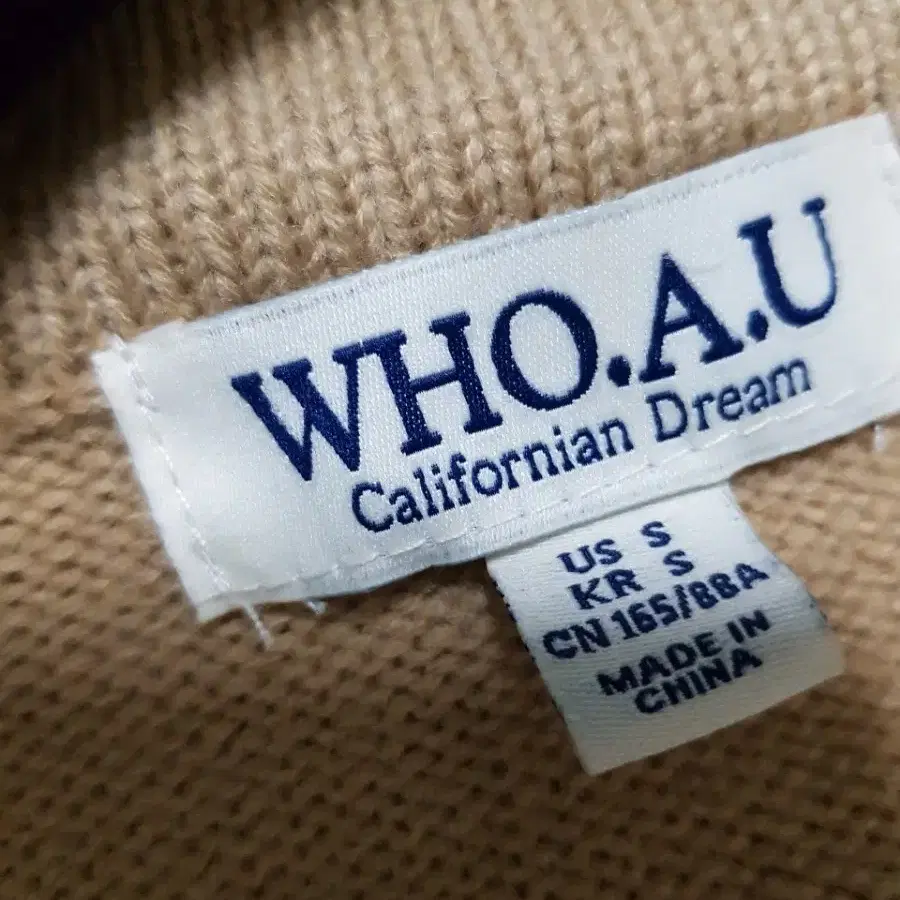 WHO.A.U
Californian Dream
US S
KR S
CN 165/88A
MADE IN
CHINA